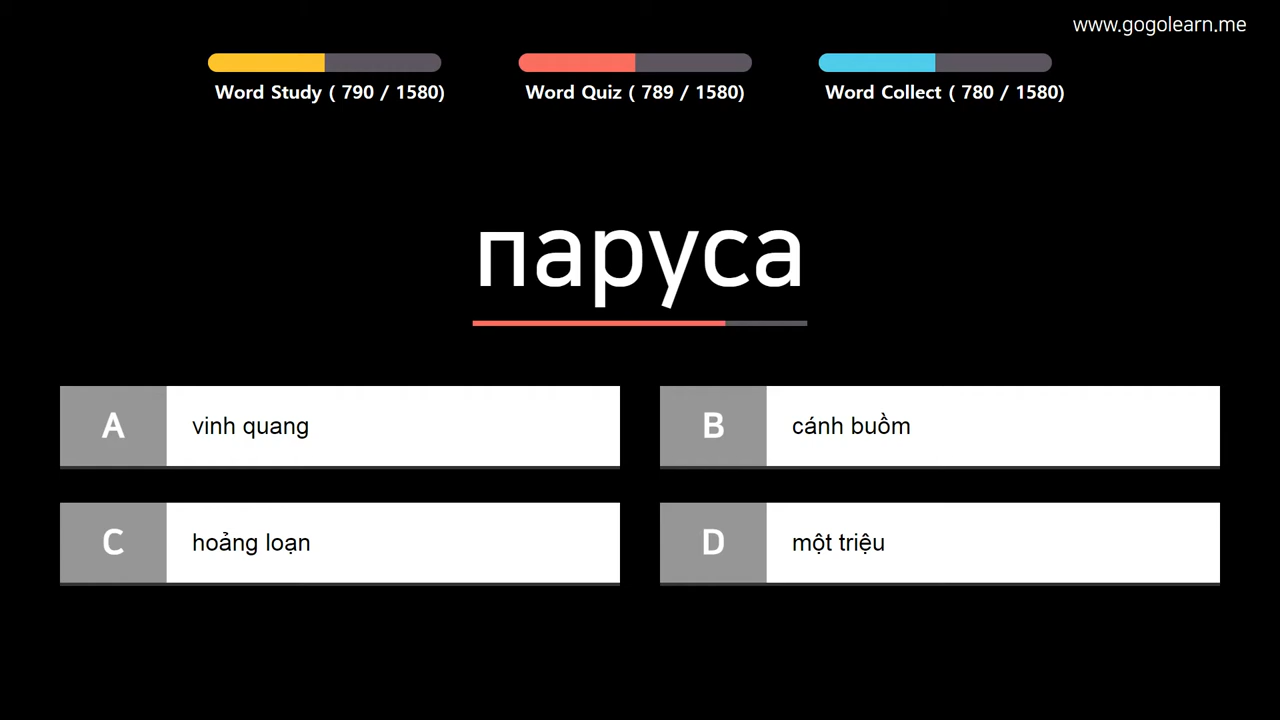 www.gogolearn.me
Word Study ( 790 / 1580)
Word Quiz ( 789 / 1580)
Word Collect ( 780 / 1580)
паруса
A vinh quang
B cánh buồm
C hoảng loạn
D một triệu